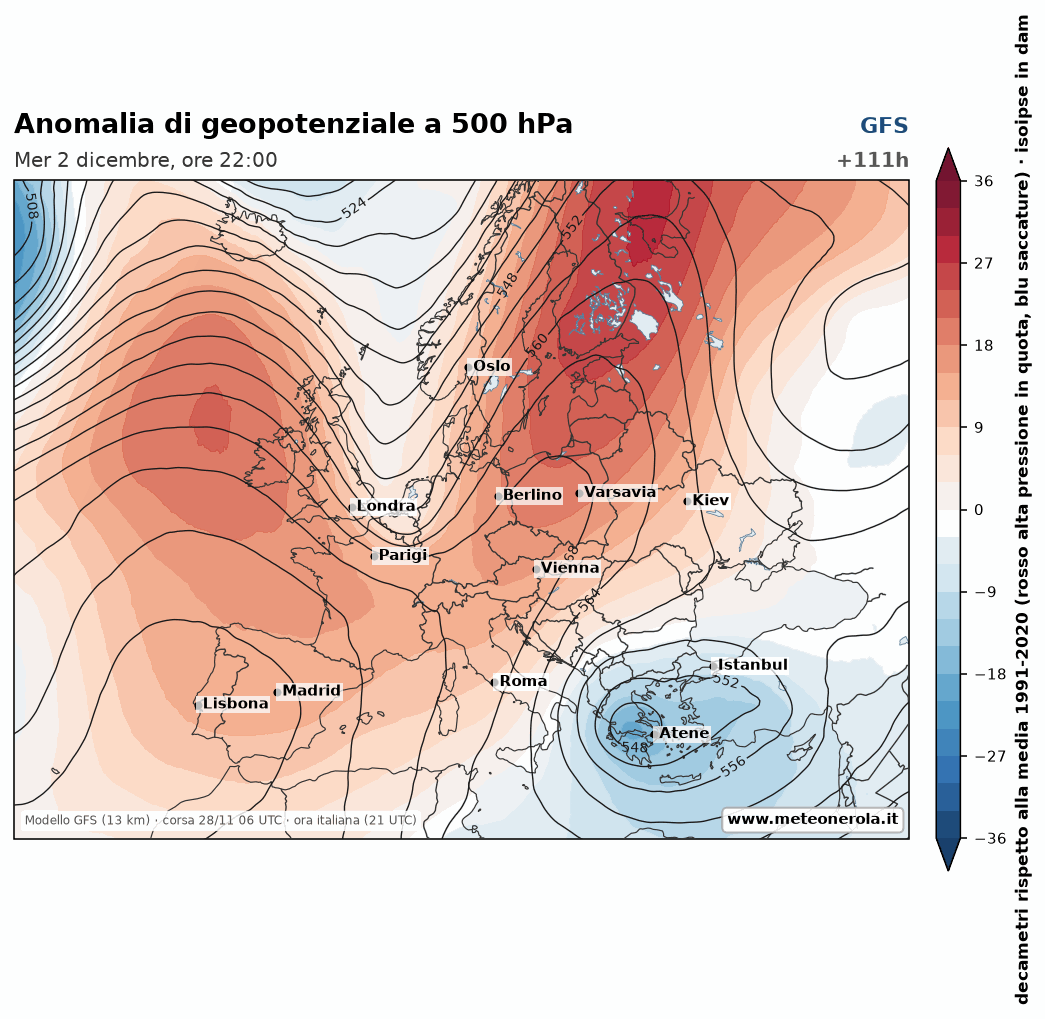 Anomalia di geopotenziale a 500 hPa
GFS
Mer 2 dicembre, ore 22:00
+111h
508
524
552
548
560
Oslo
Londra
Berlino
Varsavia
Kiev
Parigi
Vienna
564
Istanbul
Roma
552
Madrid
Lisbona
Atene
548
556
Modello GFS (13 km) · corsa 28/11 06 UTC · ora italiana (21 UTC)
www.meteonerola.it
36
27
18
9
0
−9
−18
−27
−36
decametri rispetto alla media 1991-2020 (rosso alta pressione in quota, blu saccature) · isoipse in dam